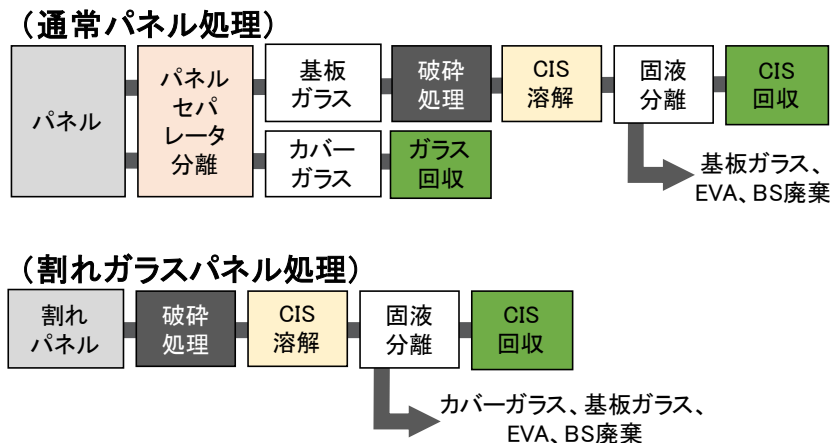 （通常パネル処理）
パネル
パネル
セパ
レータ
分離
基板
ガラス
破砕
処理
CIS
溶解
固液
分離
CIS
回収
カバー
ガラス
ガラス
回収
基板ガラス、
EVA、BS廃棄
（割れガラスパネル処理）
割れ
パネル
破砕
処理
CIS
溶解
固液
分離
CIS
回収
カバーガラス、基板ガラス、
EVA、BS廃棄